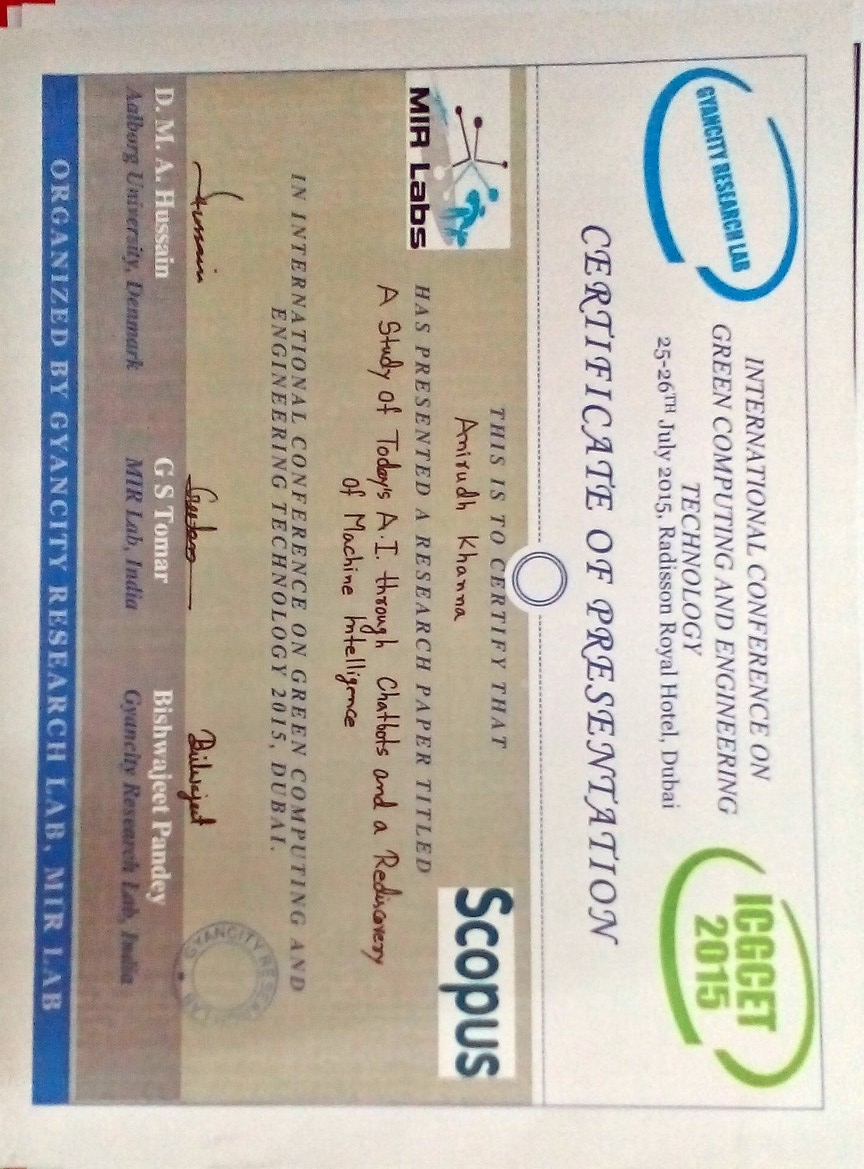 GYANCITY RESEARCH LAB
INTERNATIONAL CONFERENCE ON
GREEN COMPUTING AND ENGINEERING
TECHNOLOGY
25-26TH July 2015, Radisson Royal Hotel, Dubai
ICGCET
2015
CERTIFICATE OF PRESENTATION
MIR Labs
Scopus
THIS IS TO CERTIFY THAT
Anirudh Khanna
HAS PRESENTED A RESEARCH PAPER TITLED
A Study of Today's A.I through Chatbots and a Rediscovery
of Machine Intelligence
IN INTERNATIONAL CONFERENCE ON GREEN COMPUTING AND
ENGINEERING TECHNOLOGY 2015, DUBAI.
Hussain
Bishwajeet
D. M. A. Hussain
Aalborg University, Denmark
G S Tomar
MIR Lab, India
Bishwajeet Pandey
Gyancity Research Lab, India
ORGANIZED BY GYANCITY RESEARCH LAB, MIR LAB